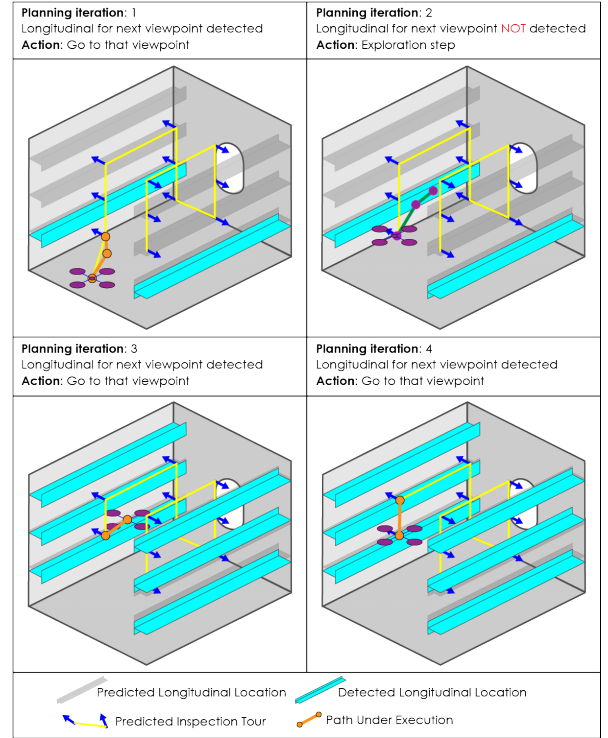 Planning iteration: 1
Longitudinal for next viewpoint detected
Action: Go to that viewpoint
Planning iteration: 2
Longitudinal for next viewpoint NOT detected
Action: Exploration step
Planning iteration: 3
Longitudinal for next viewpoint detected
Action: Go to that viewpoint
Planning iteration: 4
Longitudinal for next viewpoint detected
Action: Go to that viewpoint
Predicted Longitudinal Location
Detected Longitudinal Location
Predicted Inspection Tour
Path Under Execution